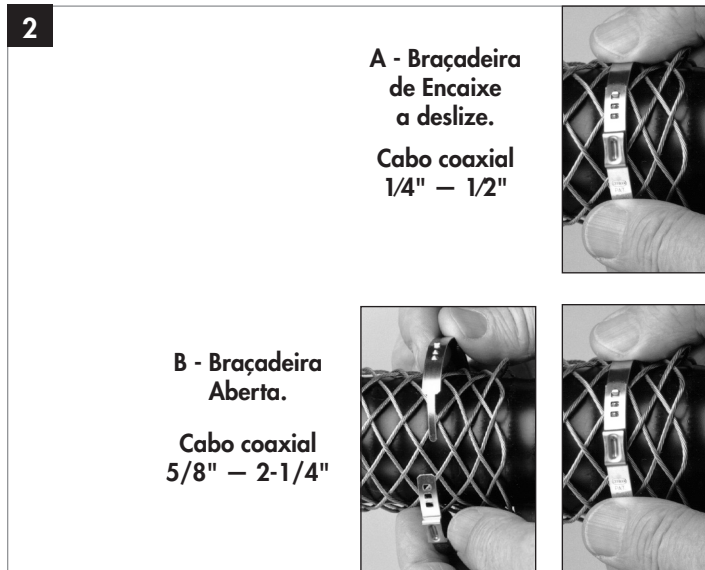 2
A - Braçadeira
de Encaixe
a deslize.
Cabo coaxial
1/4" — 1/2"
B - Braçadeira
Aberta.
Cabo coaxial
5/8" — 2-1/4"